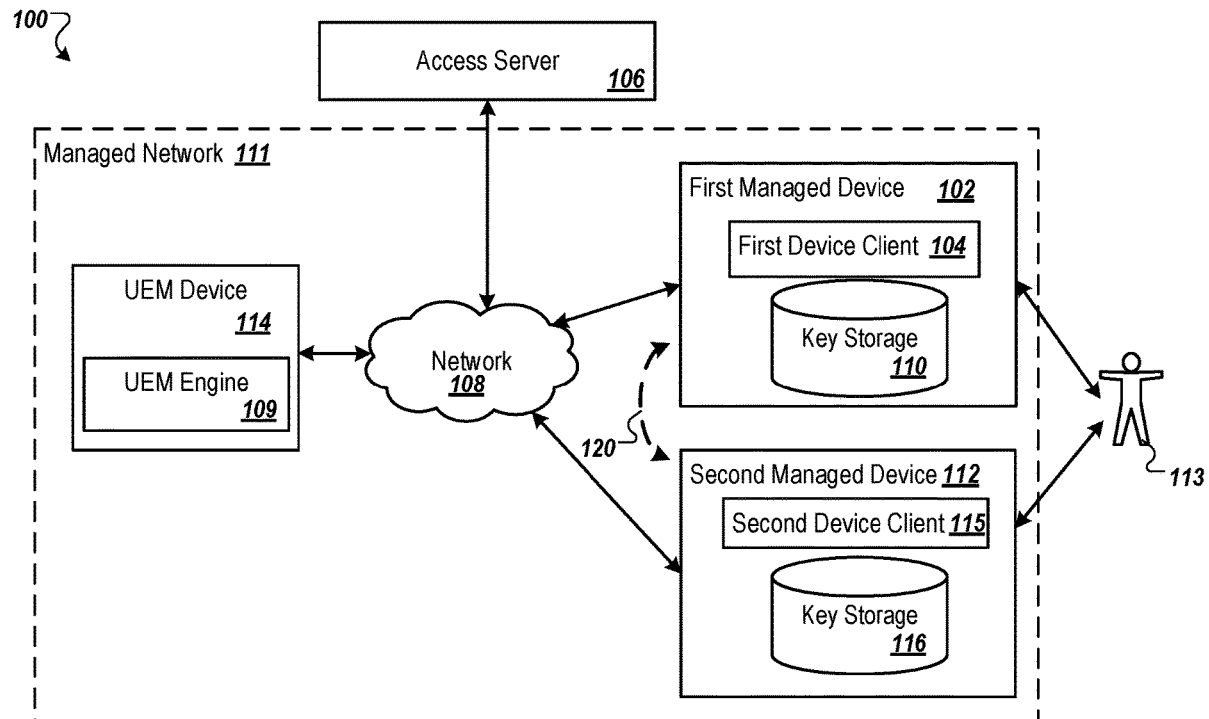 100
Access Server
106
Managed Network 111
First Managed Device 102
First Device Client 104
Key Storage
110
UEM Device
114
UEM Engine
109
Network
108
120
113
Second Managed Device 112
Second Device Client 115
Key Storage
116